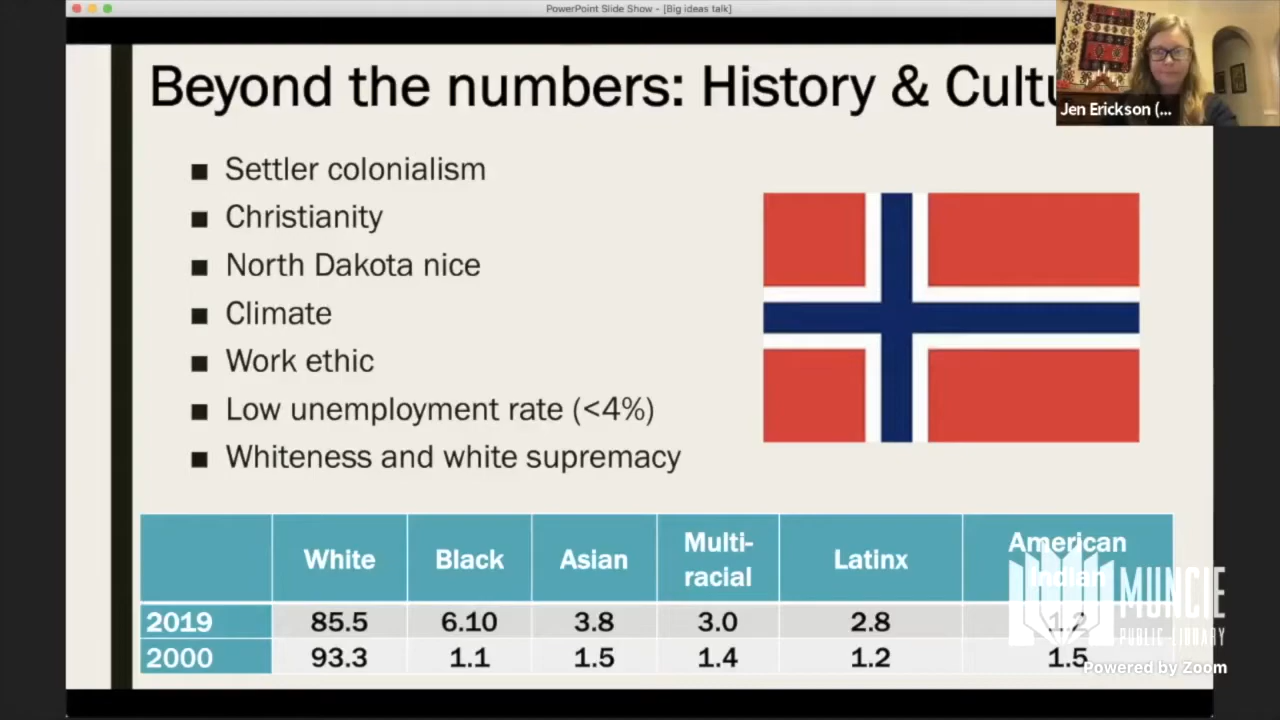 PowerPoint Slide Show - [Big ideas talk]
Beyond the numbers: History & Cultu
Jen Erickson (...
■ Settler colonialism
■ Christianity
■ North Dakota nice
■ Climate
■ Work ethic
■ Low unemployment rate (<4%)
■ Whiteness and white supremacy
White Black Asian Multi-racial Latinx American Indian
2019 85.5 6.10 3.8 3.0 2.8 1.2
2000 93.3 1.1 1.5 1.4 1.2 1.5
MUNCIE
PUBLIC LIBRARY
Powered by Zoom